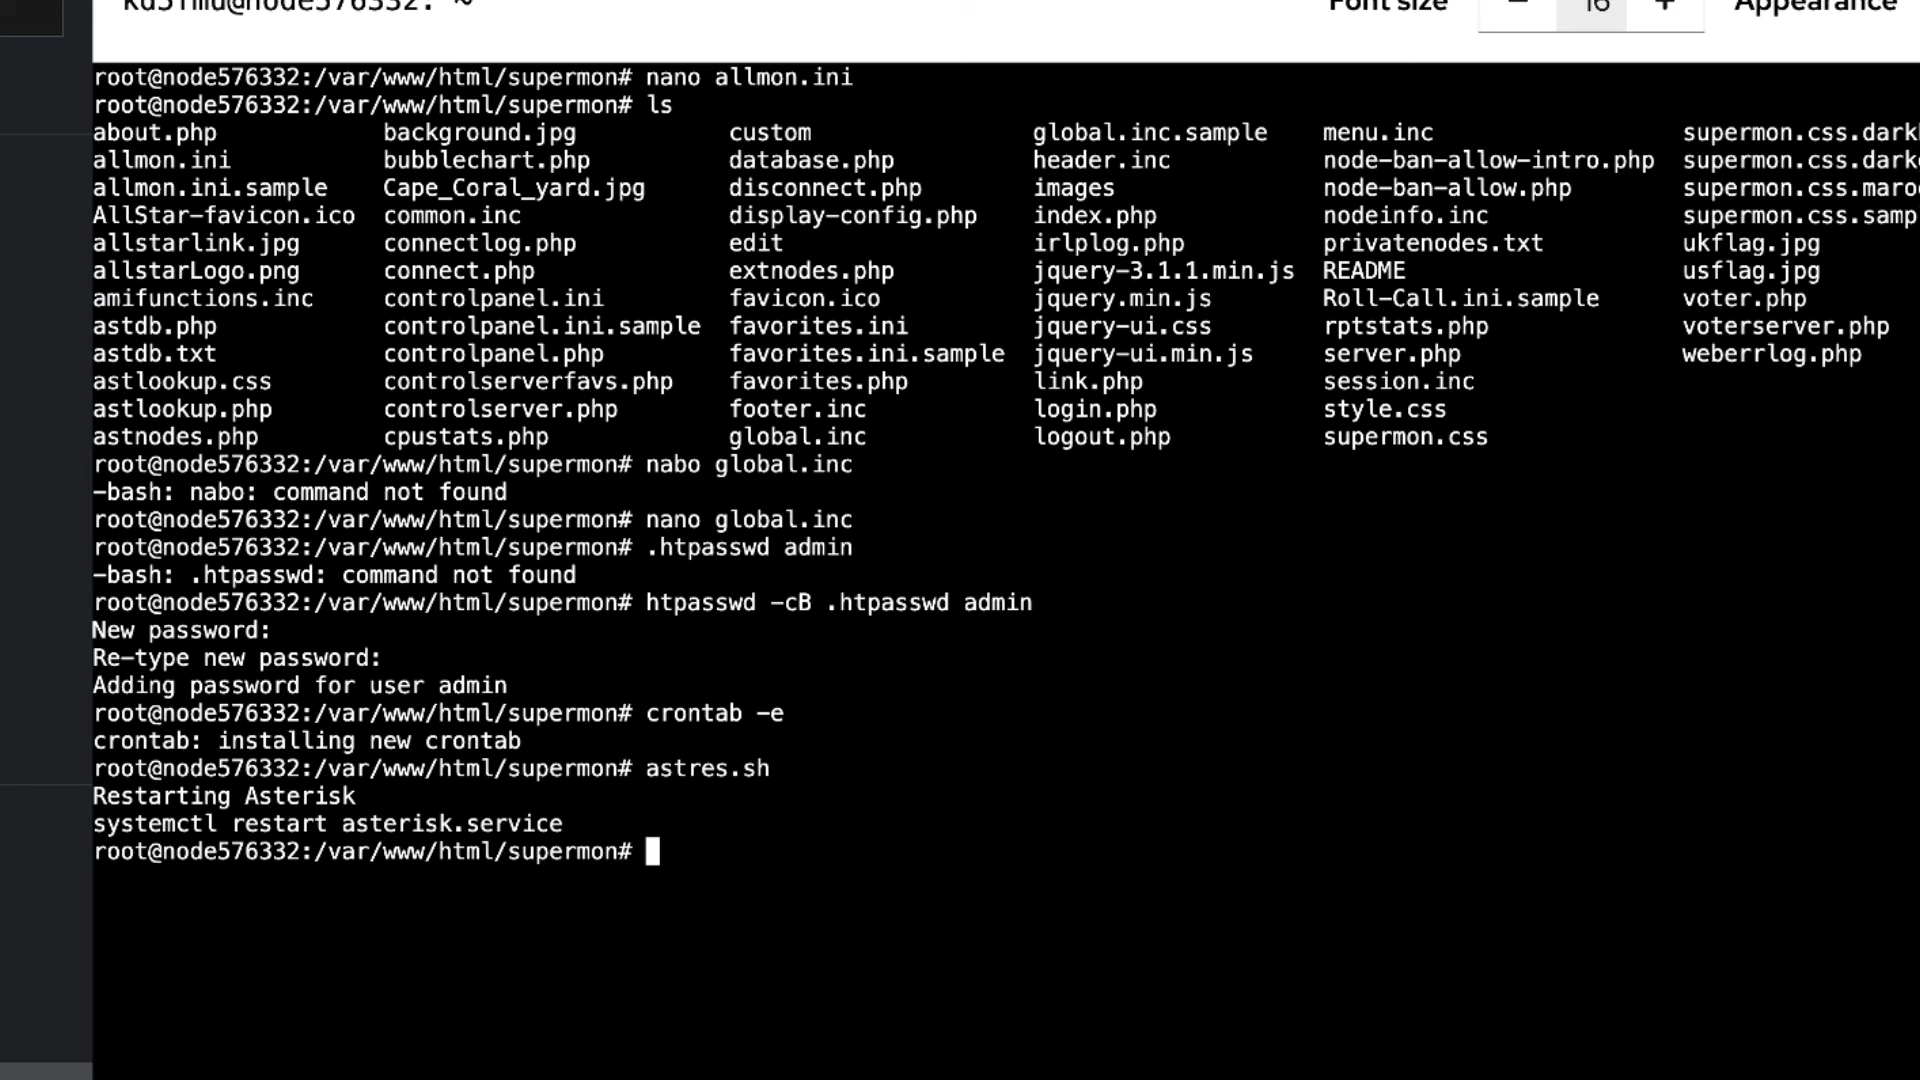 Font size − 16 + Appearance
root@node576332:/var/www/html/supermon# nano allmon.ini
root@node576332:/var/www/html/supermon# ls
about.php background.jpg custom global.inc.sample menu.inc supermon.css.dark
allmon.ini bubblechart.php database.php header.inc node-ban-allow-intro.php supermon.css.dark
allmon.ini.sample Cape_Coral_yard.jpg disconnect.php images node-ban-allow.php supermon.css.maro
AllStar-favicon.ico common.inc display-config.php index.php nodeinfo.inc supermon.css.samp
allstarlink.jpg connectlog.php edit irlplog.php privatenodes.txt ukflag.jpg
allstarLogo.png connect.php extnodes.php jquery-3.1.1.min.js README usflag.jpg
amifunctions.inc controlpanel.ini favicon.ico jquery.min.js Roll-Call.ini.sample voter.php
astdb.php controlpanel.ini.sample favorites.ini jquery-ui.css rptstats.php voterserver.php
astdb.txt controlpanel.php favorites.ini.sample jquery-ui.min.js server.php weberrlog.php
astlookup.css controlserverfavs.php favorites.php link.php session.inc
astlookup.php controlserver.php footer.inc login.php style.css
astnodes.php cpustats.php global.inc logout.php supermon.css
root@node576332:/var/www/html/supermon# nabo global.inc
-bash: nabo: command not found
root@node576332:/var/www/html/supermon# nano global.inc
root@node576332:/var/www/html/supermon# .htpasswd admin
-bash: .htpasswd: command not found
root@node576332:/var/www/html/supermon# htpasswd -cB .htpasswd admin
New password:
Re-type new password:
Adding password for user admin
root@node576332:/var/www/html/supermon# crontab -e
crontab: installing new crontab
root@node576332:/var/www/html/supermon# astres.sh
Restarting Asterisk
systemctl restart asterisk.service
root@node576332:/var/www/html/supermon#